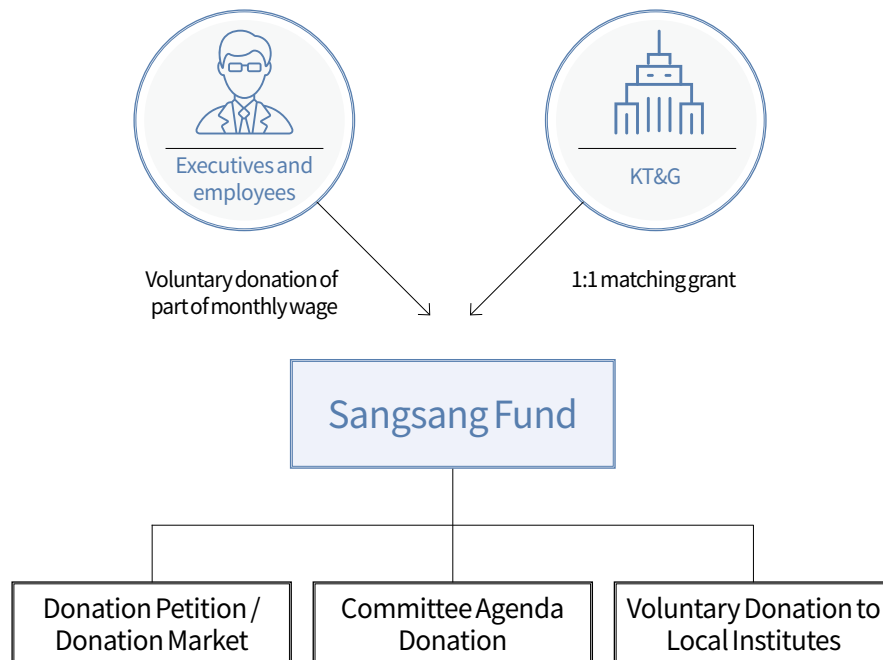 Executives and
employees
KT&G
Voluntary donation of
part of monthly wage
1:1 matching grant
Sangsang Fund
Donation Petition /
Donation Market
Committee Agenda
Donation
Voluntary Donation to
Local Institutes